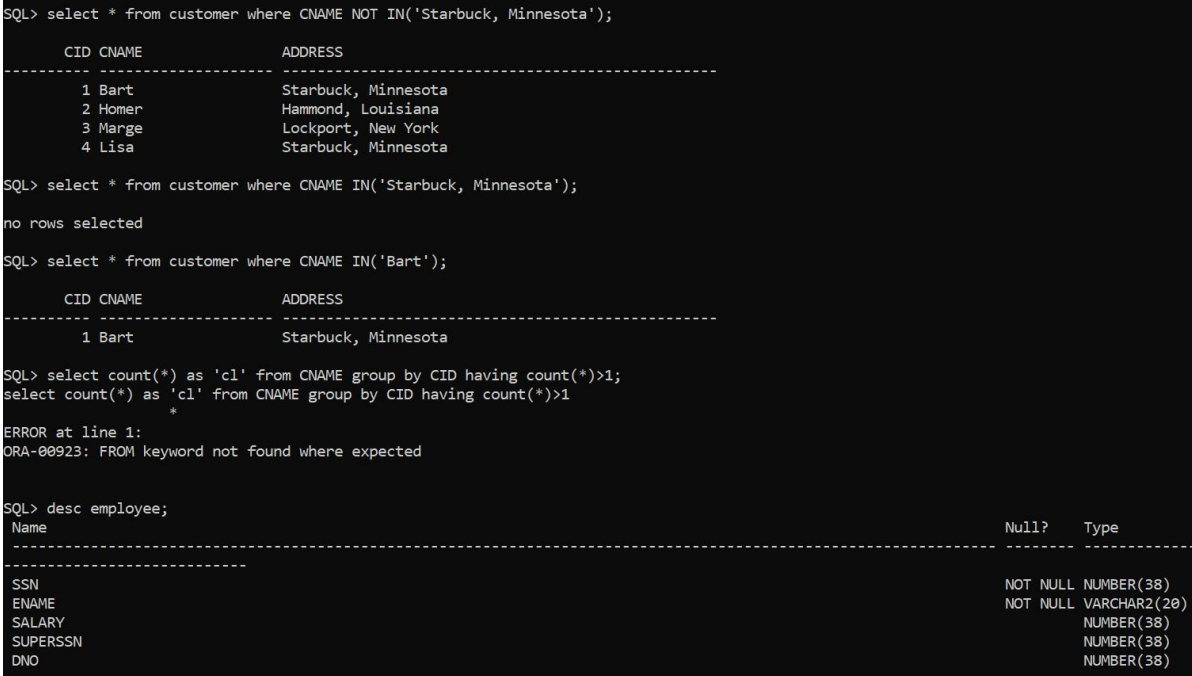 SQL> select * from customer where CNAME NOT IN('Starbuck, Minnesota');
CID CNAME ADDRESS
---------- -------------------- --------------------------------------------------
1 Bart Starbuck, Minnesota
2 Homer Hammond, Louisiana
3 Marge Lockport, New York
4 Lisa Starbuck, Minnesota
SQL> select * from customer where CNAME IN('Starbuck, Minnesota');
no rows selected
SQL> select * from customer where CNAME IN('Bart');
CID CNAME ADDRESS
---------- -------------------- --------------------------------------------------
1 Bart Starbuck, Minnesota
SQL> select count(*) as 'cl' from CNAME group by CID having count(*)>1;
select count(*) as 'cl' from CNAME group by CID having count(*)>1
*
ERROR at line 1:
ORA-00923: FROM keyword not found where expected
SQL> desc employee;
Name Null? Type
----------------------------------------------------------------------------------------------------------------- -------- -------------
----------------------------
SSN NOT NULL NUMBER(38)
ENAME NOT NULL VARCHAR2(20)
SALARY NUMBER(38)
SUPERSSN NUMBER(38)
DNO NUMBER(38)